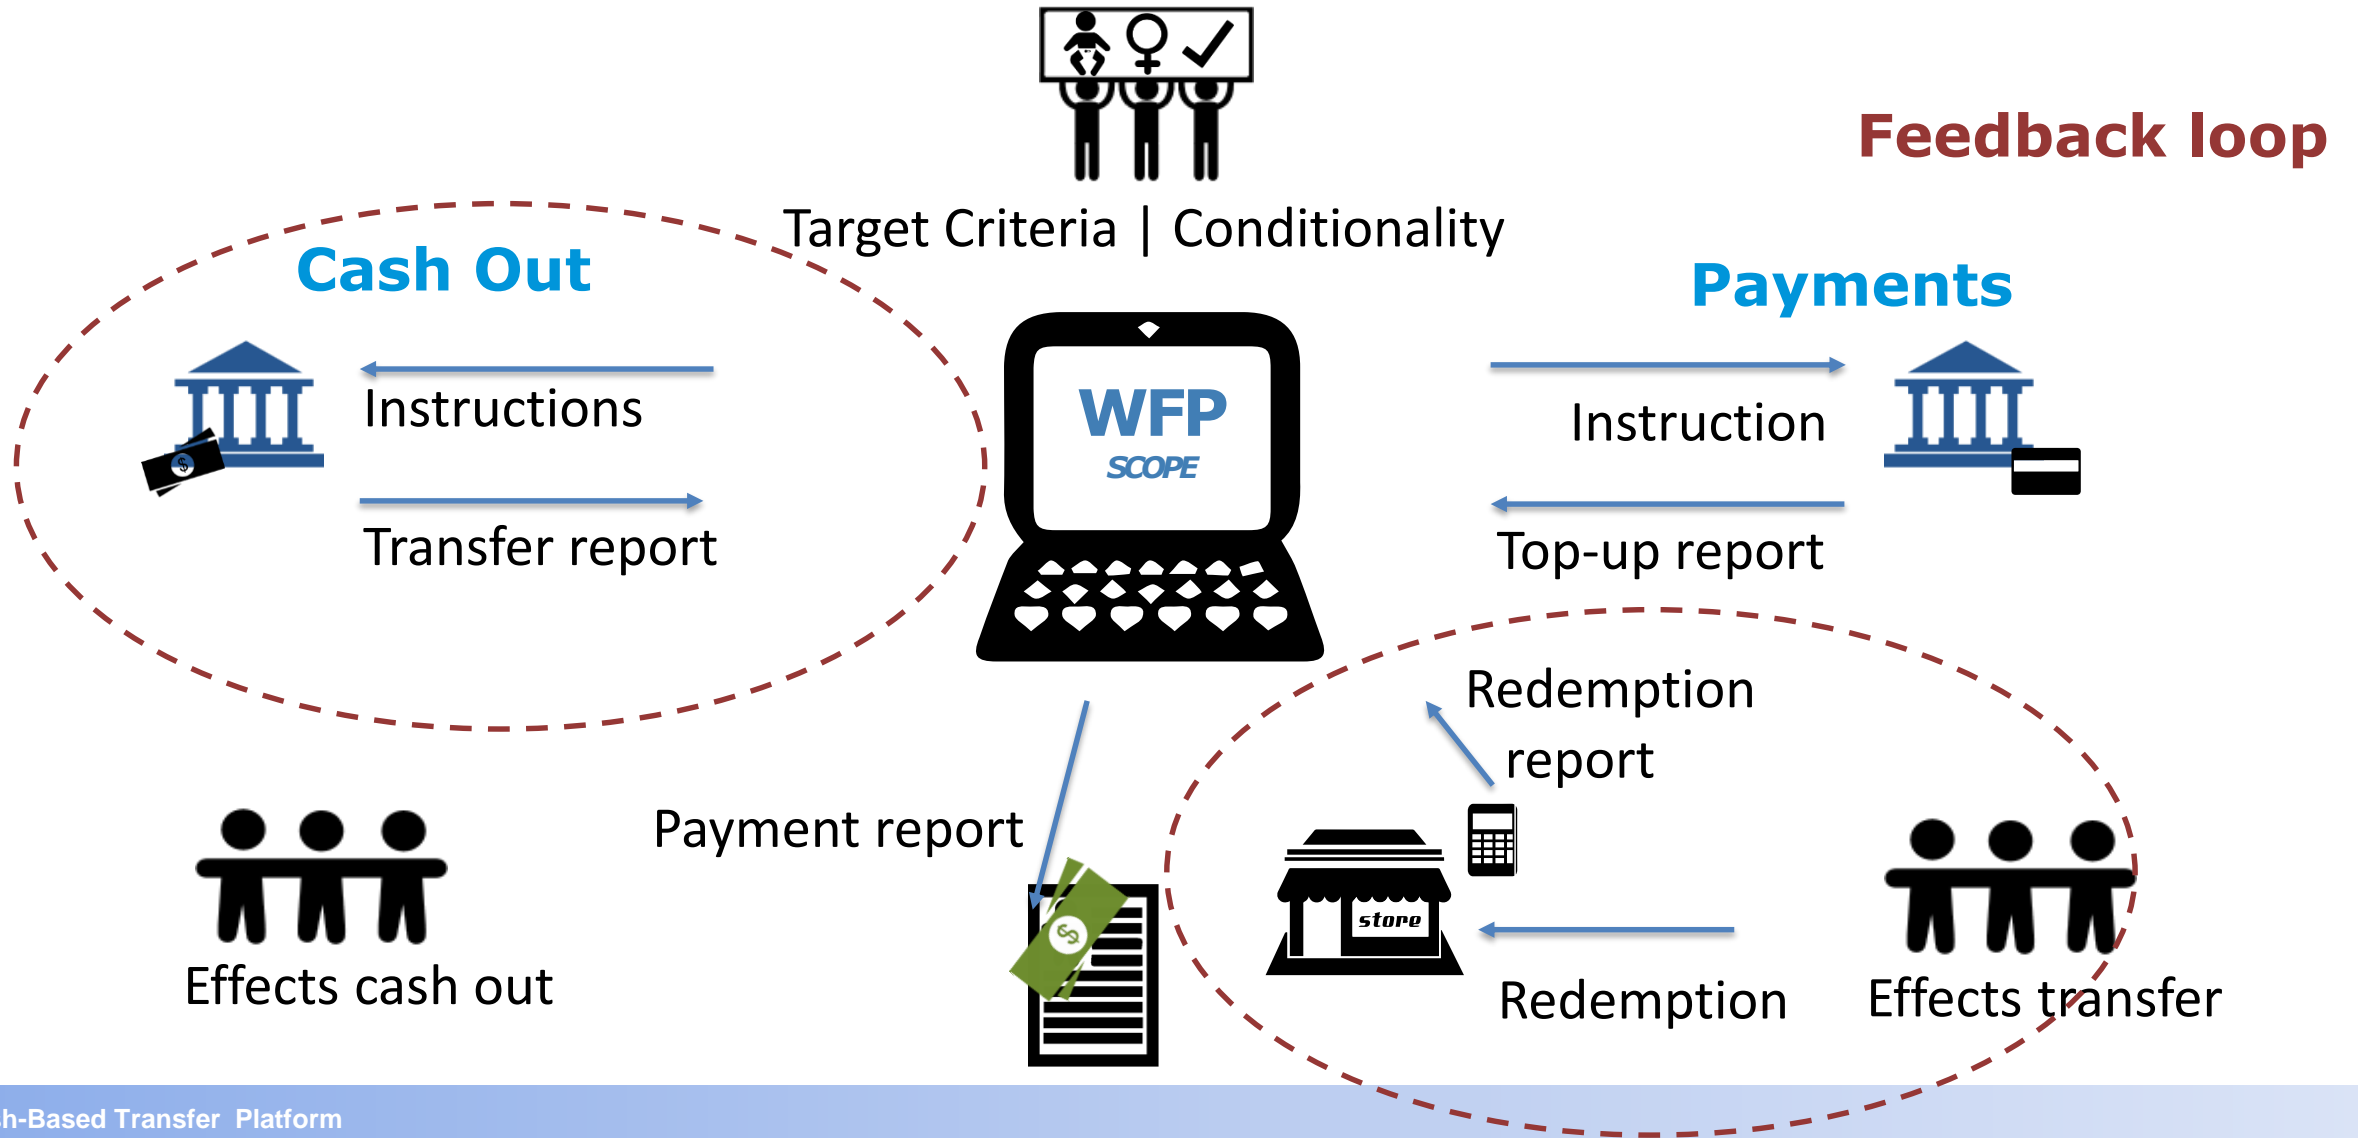 Target Criteria | Conditionality
Feedback loop
Cash Out
Payments
Instructions
Transfer report
WFP
SCOPE
Instruction
Top-up report
Redemption
report
Payment report
store
Redemption
Effects cash out
Effects transfer
h-Based Transfer Platform